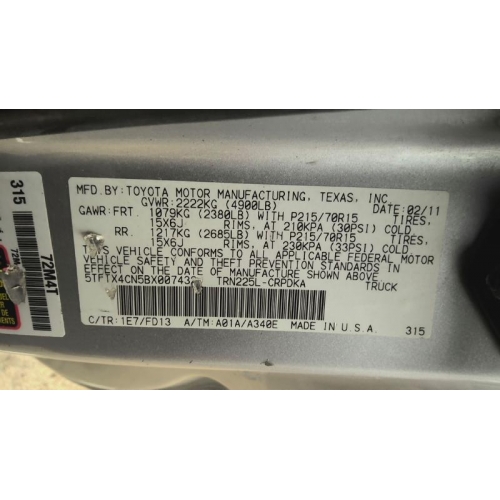 MFD.BY:TOYOTA MOTOR MANUFACTURING, TEXAS, INC.
GVWR:2222KG (4900LB) DATE:02/11
GAWR:FRT. 1079KG (2380LB) WITH P215/70R15 TIRES,
15X6J RIMS, AT 210KPA (30PSI) COLD
RR. 1217KG (2685LB) WITH P215/70R15 TIRES,
15X6J RIMS, AT 230KPA (33PSI) COLD
THIS VEHICLE CONFORMS TO ALL APPLICABLE FEDERAL MOTOR
VEHICLE SAFETY AND THEFT PREVENTION STANDARDS IN
EFFECT ON THE DATE OF MANUFACTURE SHOWN ABOVE
TRN225L-CRPDKA TRUCK
C/TR:1E7/FD13 A/TM:A01A/A340E MADE IN U.S.A. 315
315
72M4T